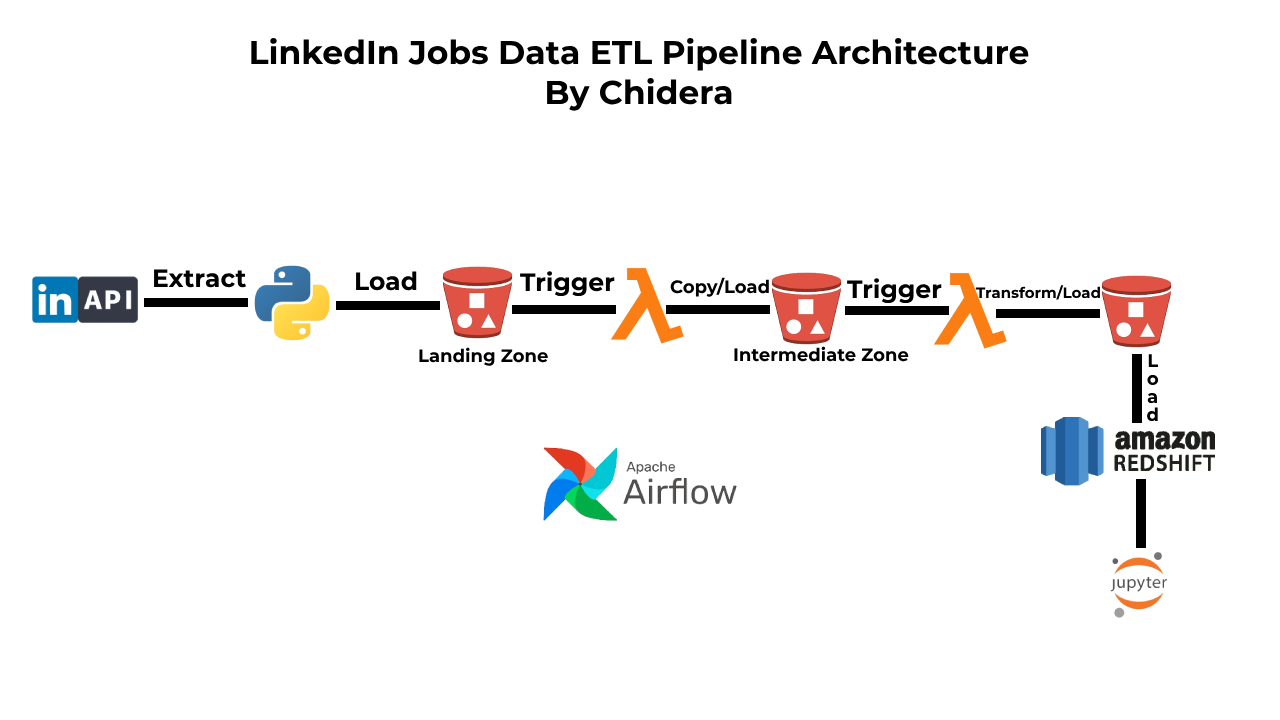 LinkedIn Jobs Data ETL Pipeline Architecture
By Chidera
in API
Extract
Load
Trigger
Copy/Load
Trigger
Transform/Load
Landing Zone
Intermediate Zone
Load
amazon
REDSHIFT
Apache
Airflow
jupyter